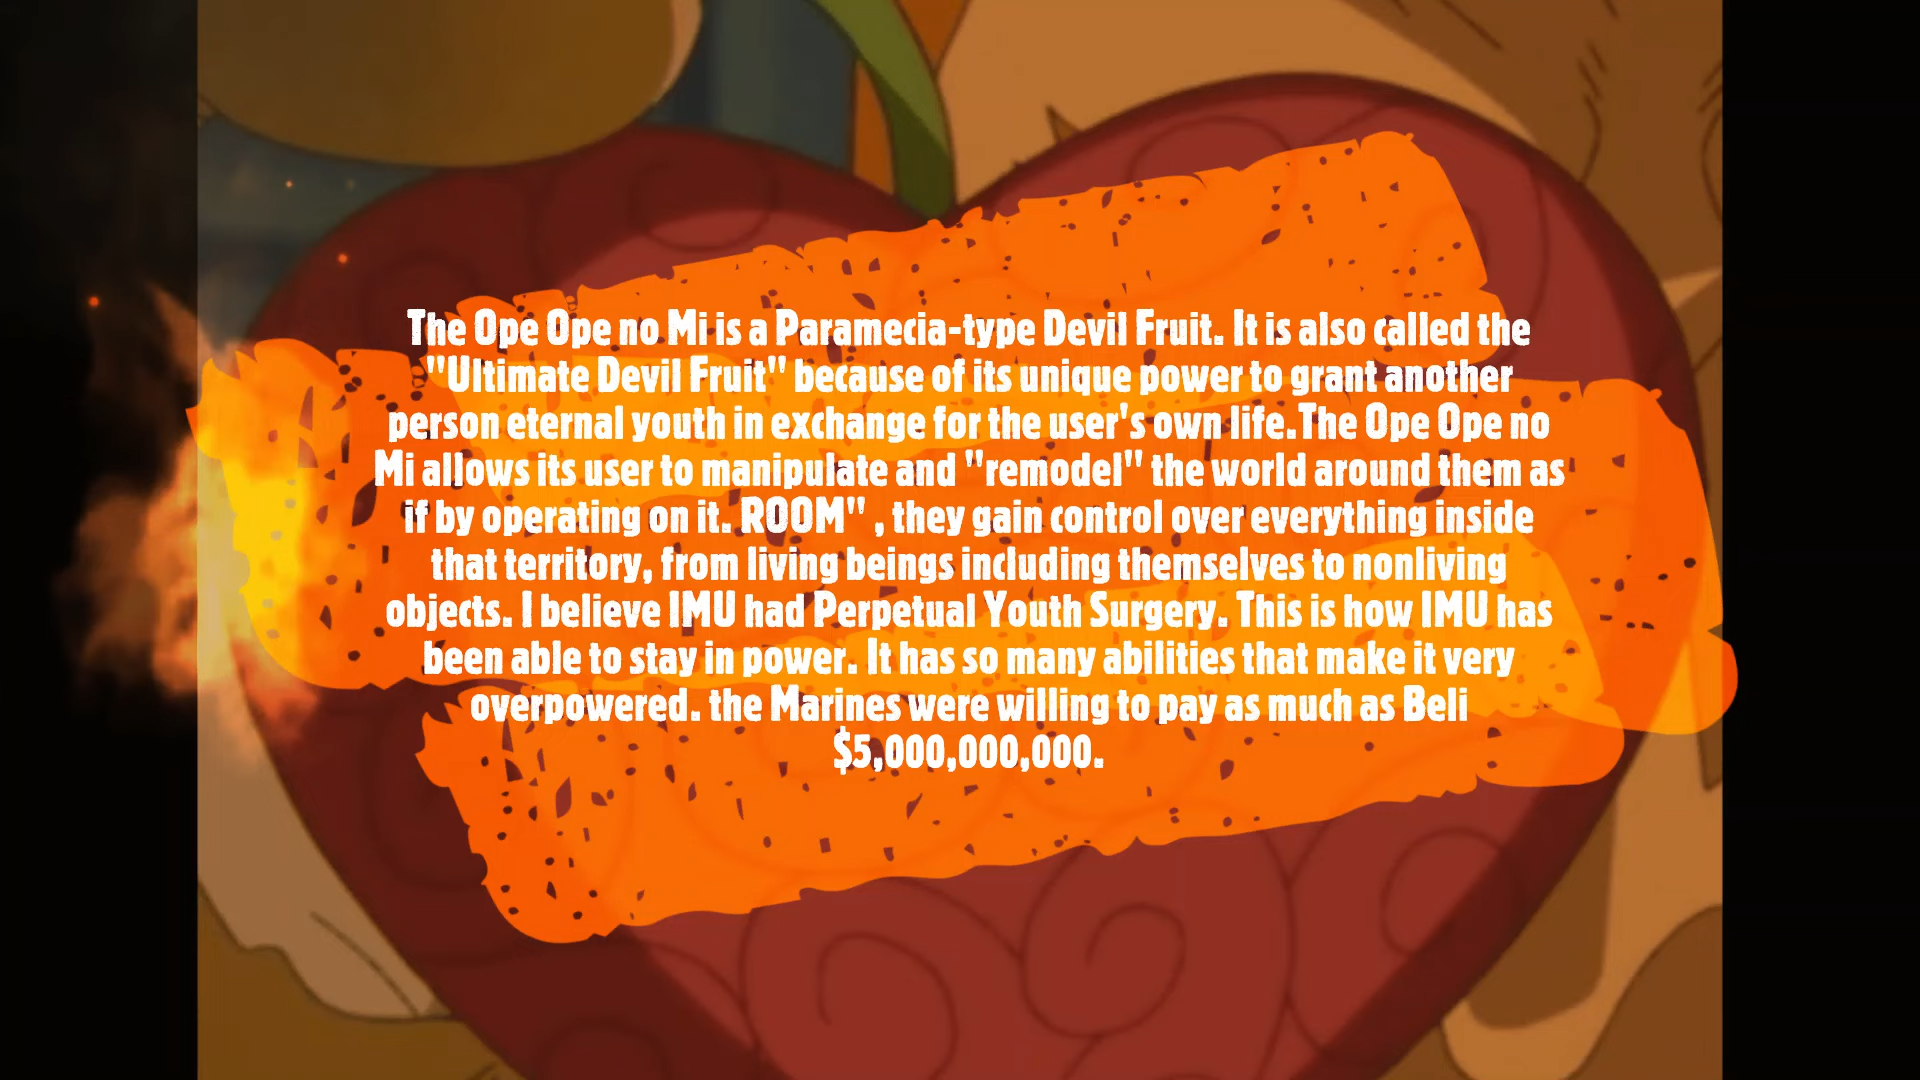 The Ope Ope no Mi is a Paramecia-type Devil Fruit. It is also called the
"Ultimate Devil Fruit" because of its unique power to grant another
person eternal youth in exchange for the user's own life.The Ope Ope no
Mi allows its user to manipulate and "remodel" the world around them as
if by operating on it. ROOM" , they gain control over everything inside
that territory, from living beings including themselves to nonliving
objects. I believe IMU had Perpetual Youth Surgery. This is how IMU has
been able to stay in power. It has so many abilities that make it very
overpowered. the Marines were willing to pay as much as Beli
$5,000,000,000.